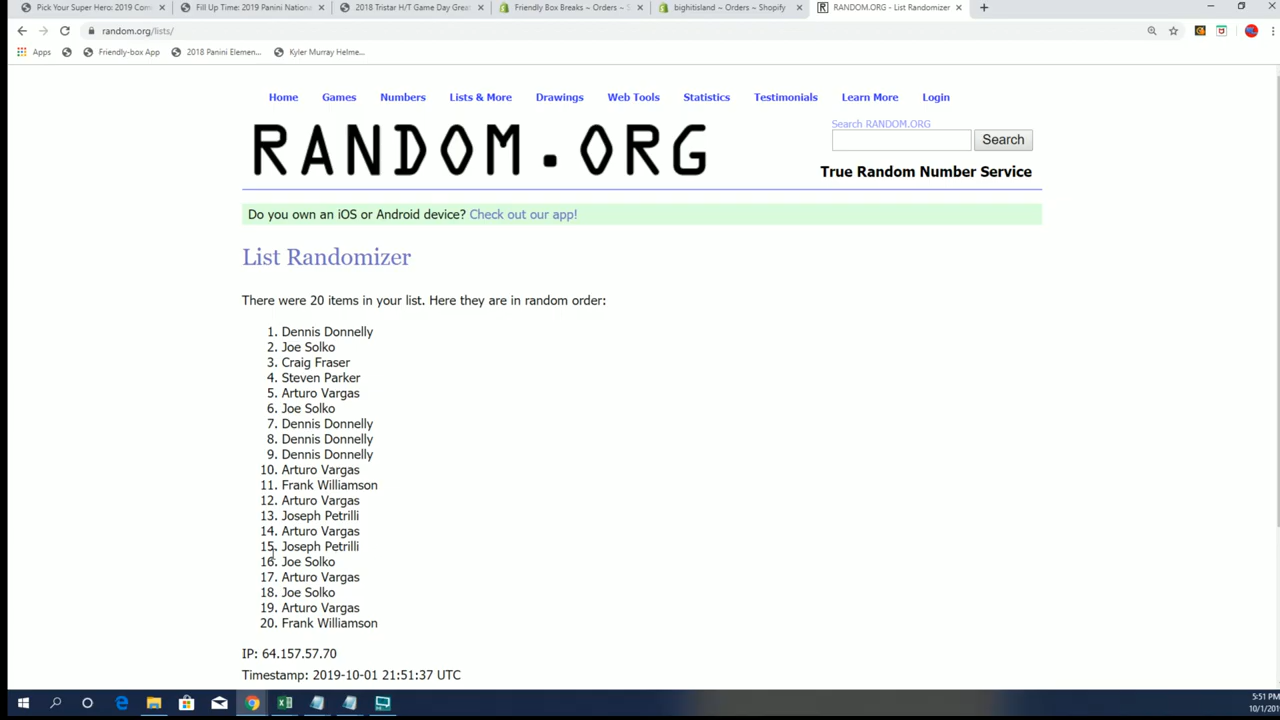 Pick Your Super Hero: 2019 Com
Fill Up Time: 2019 Panini Nation
2018 Tristar H/T Game Day Grea
Friendly Box Breaks ~ Orders ~ S
bighitisland ~ Orders ~ Shopify
RANDOM.ORG - List Randomizer
random.org/lists/
Apps
Friendly-box App
2018 Panini Elemen...
Kyler Murray Helme...
Home Games Numbers Lists & More Drawings Web Tools Statistics Testimonials Learn More Login
RANDOM.ORG
Search RANDOM.ORG
Search
True Random Number Service
Do you own an iOS or Android device? Check out our app!
List Randomizer
There were 20 items in your list. Here they are in random order:
1. Dennis Donnelly
2. Joe Solko
3. Craig Fraser
4. Steven Parker
5. Arturo Vargas
6. Joe Solko
7. Dennis Donnelly
8. Dennis Donnelly
9. Dennis Donnelly
10. Arturo Vargas
11. Frank Williamson
12. Arturo Vargas
13. Joseph Petrilli
14. Arturo Vargas
15. Joseph Petrilli
16. Joe Solko
17. Arturo Vargas
18. Joe Solko
19. Arturo Vargas
20. Frank Williamson
IP: 64.157.57.70
Timestamp: 2019-10-01 21:51:37 UTC
5:51 PM
10/1/201